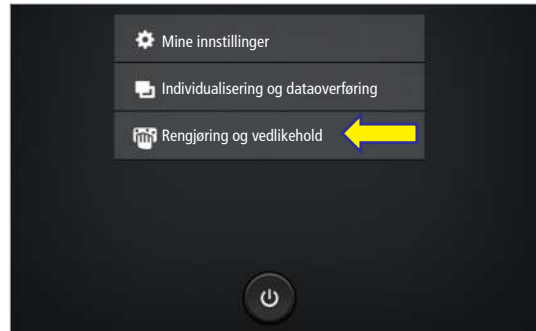 Mine innstillinger
Individualisering og dataoverføring
Rengjøring og vedlikehold